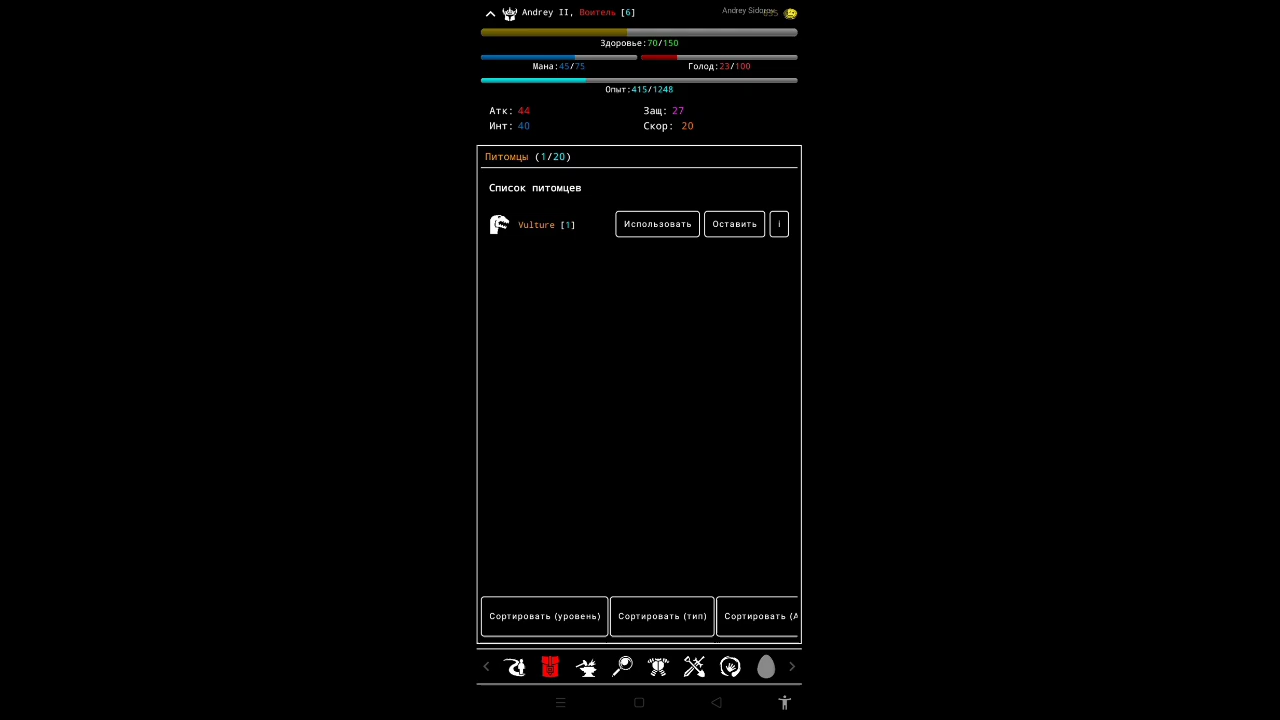 Andrey II, Воитель [6]
Andrey Sidorov
Здоровье:70/150
Мана:45/75 Голод:23/100
Опыт:415/1248
Атк: 44 Защ: 27
Инт: 40 Скор: 20
Питомцы (1/20)
Список питомцев
Vulture [1] Использовать Оставить i
Сортировать (уровень) Сортировать (тип) Сортировать (А